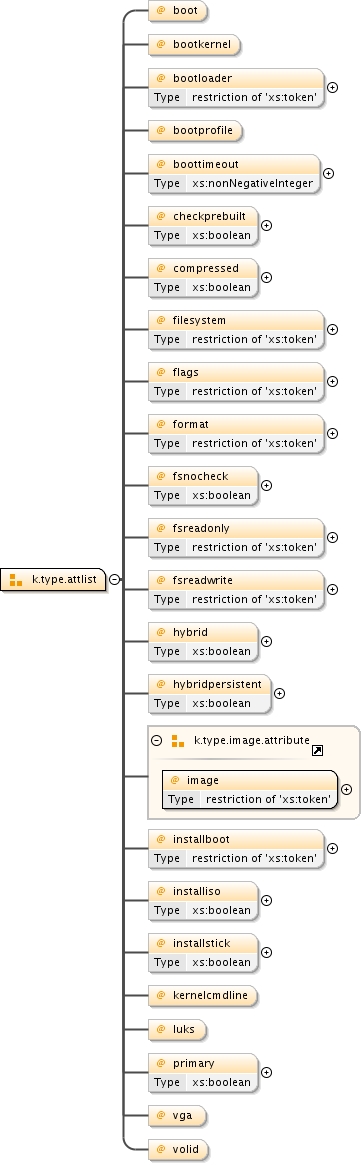 boot
bootkernel
bootloader
Type restriction of 'xs:token'
bootprofile
boottimeout
Type xs:nonNegativeInteger
checkprebuilt
Type xs:boolean
compressed
Type xs:boolean
filesystem
Type restriction of 'xs:token'
flags
Type restriction of 'xs:token'
format
Type restriction of 'xs:token'
fsnocheck
Type xs:boolean
fsreadonly
Type restriction of 'xs:token'
k.type.attlist
fsreadwrite
Type restriction of 'xs:token'
hybrid
Type xs:boolean
hybridpersistent
Type xs:boolean
k.type.image.attribute
image
Type restriction of 'xs:token'
installboot
Type restriction of 'xs:token'
installiso
Type xs:boolean
installstick
Type xs:boolean
kernelcmdline
luks
primary
Type xs:boolean
vga
volid